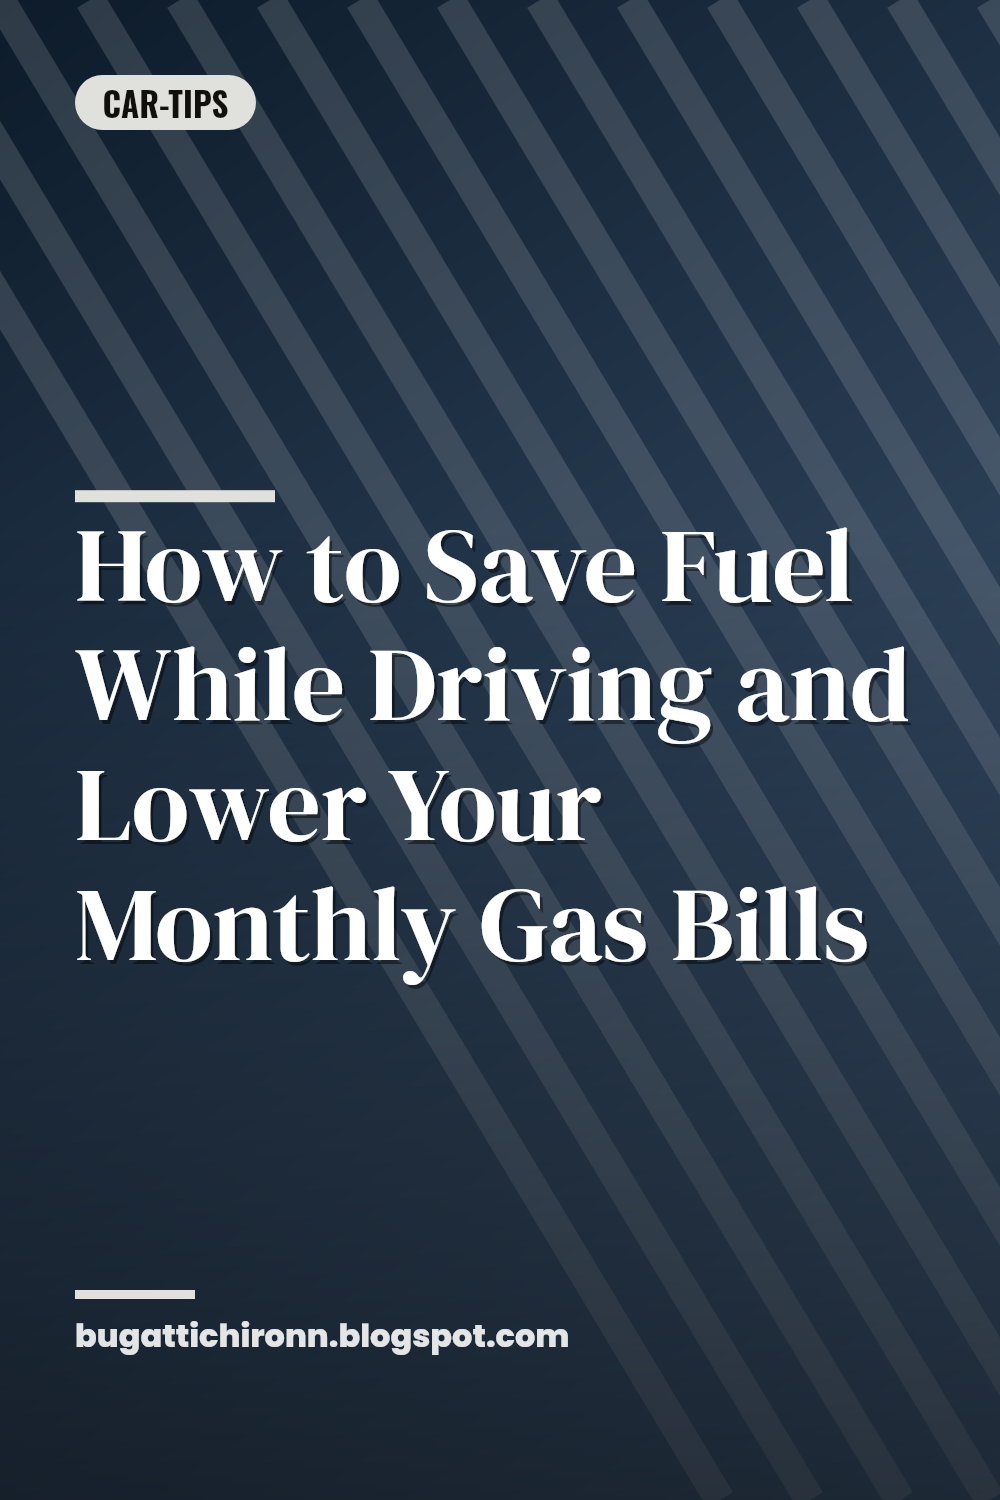 CAR-TIPS
How to Save Fuel
While Driving and
Lower Your
Monthly Gas Bills
bugattichironn.blogspot.com